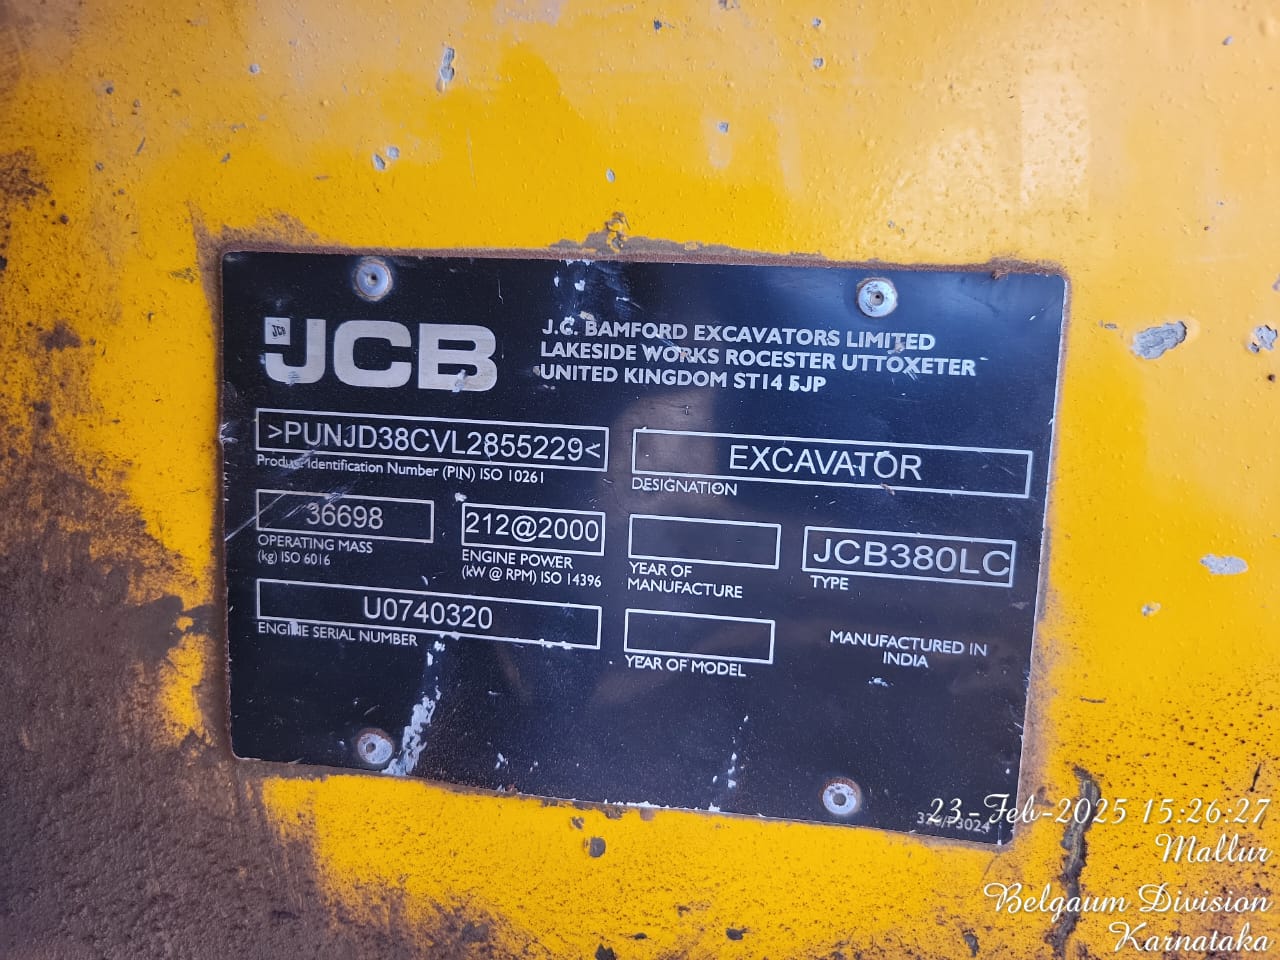 JCB
J.C. BAMFORD EXCAVATORS LIMITED
LAKESIDE WORKS ROCESTER UTTOXETER
UNITED KINGDOM ST14 5JP
>PUNJD38CVL2855229<
Product Identification Number (PIN) ISO 10261
EXCAVATOR
DESIGNATION
36698
OPERATING MASS
(kg) ISO 6016
212@2000
ENGINE POWER
(kW @ RPM) ISO 14396
YEAR OF
MANUFACTURE
JCB380LC
TYPE
U0740320
ENGINE SERIAL NUMBER
YEAR OF MODEL
MANUFACTURED IN
INDIA
23-Feb-2025 15:26:27
Mallur
Belgaum Division
Karnataka